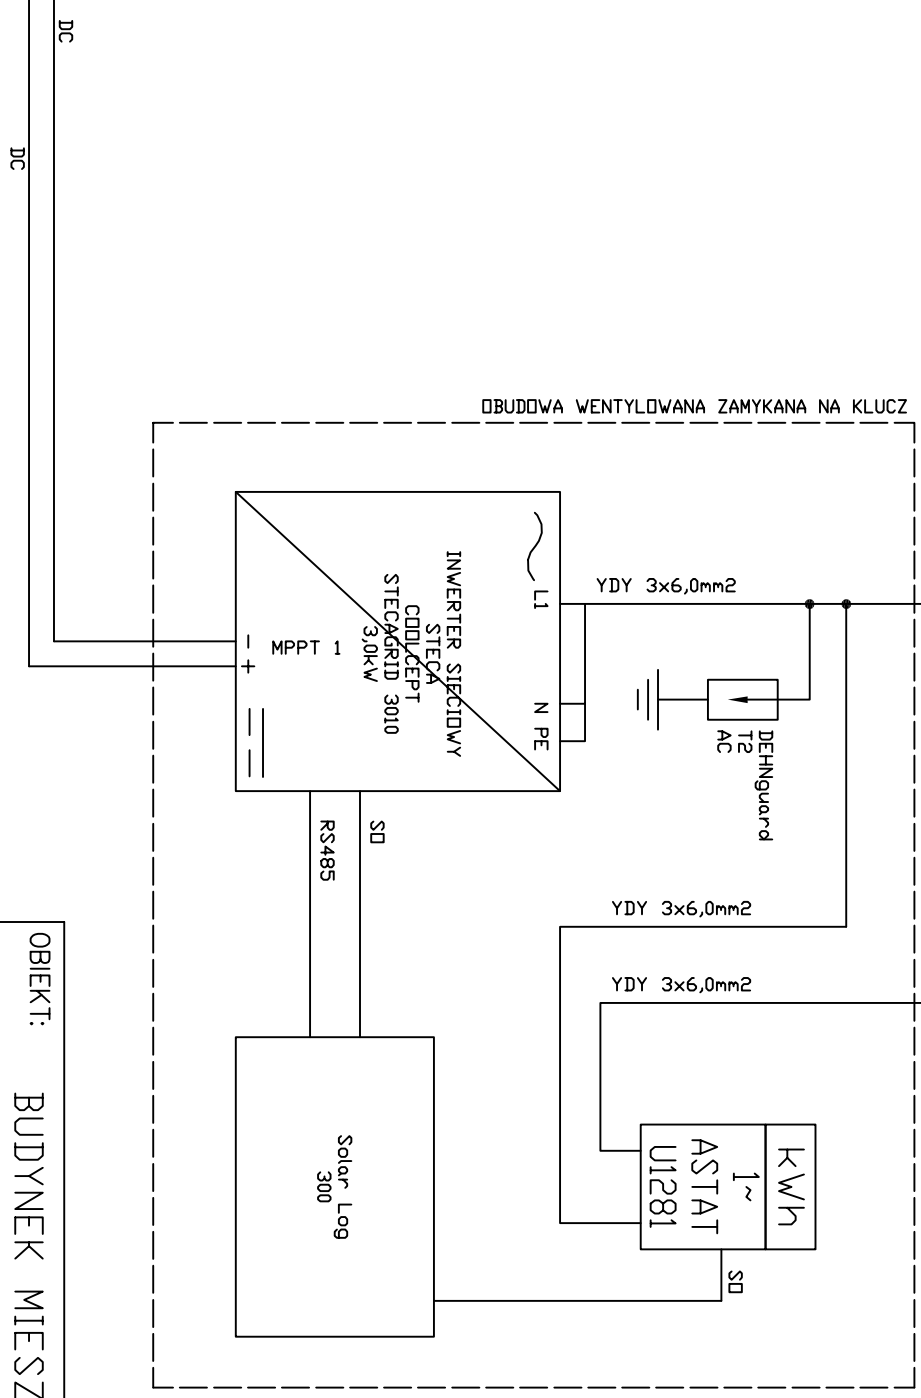 DC
DC
OBUDOWA WENTYLOWANA ZAMYKANA NA KLUCZ
YDY 3x6,0mm2
L1
N PE
INWERTER SIECIOWY
STECA
COOLCEPT
STECAGRID 3010
3,0kW
MPPT 1
- +
DEHNguard
T2
AC
SO
RS485
YDY 3x6,0mm2
YDY 3x6,0mm2
kWh
1~
ASTAT
U1281
SO
Solar Log
300
OBIEKT: BUDYNEK MIESZ